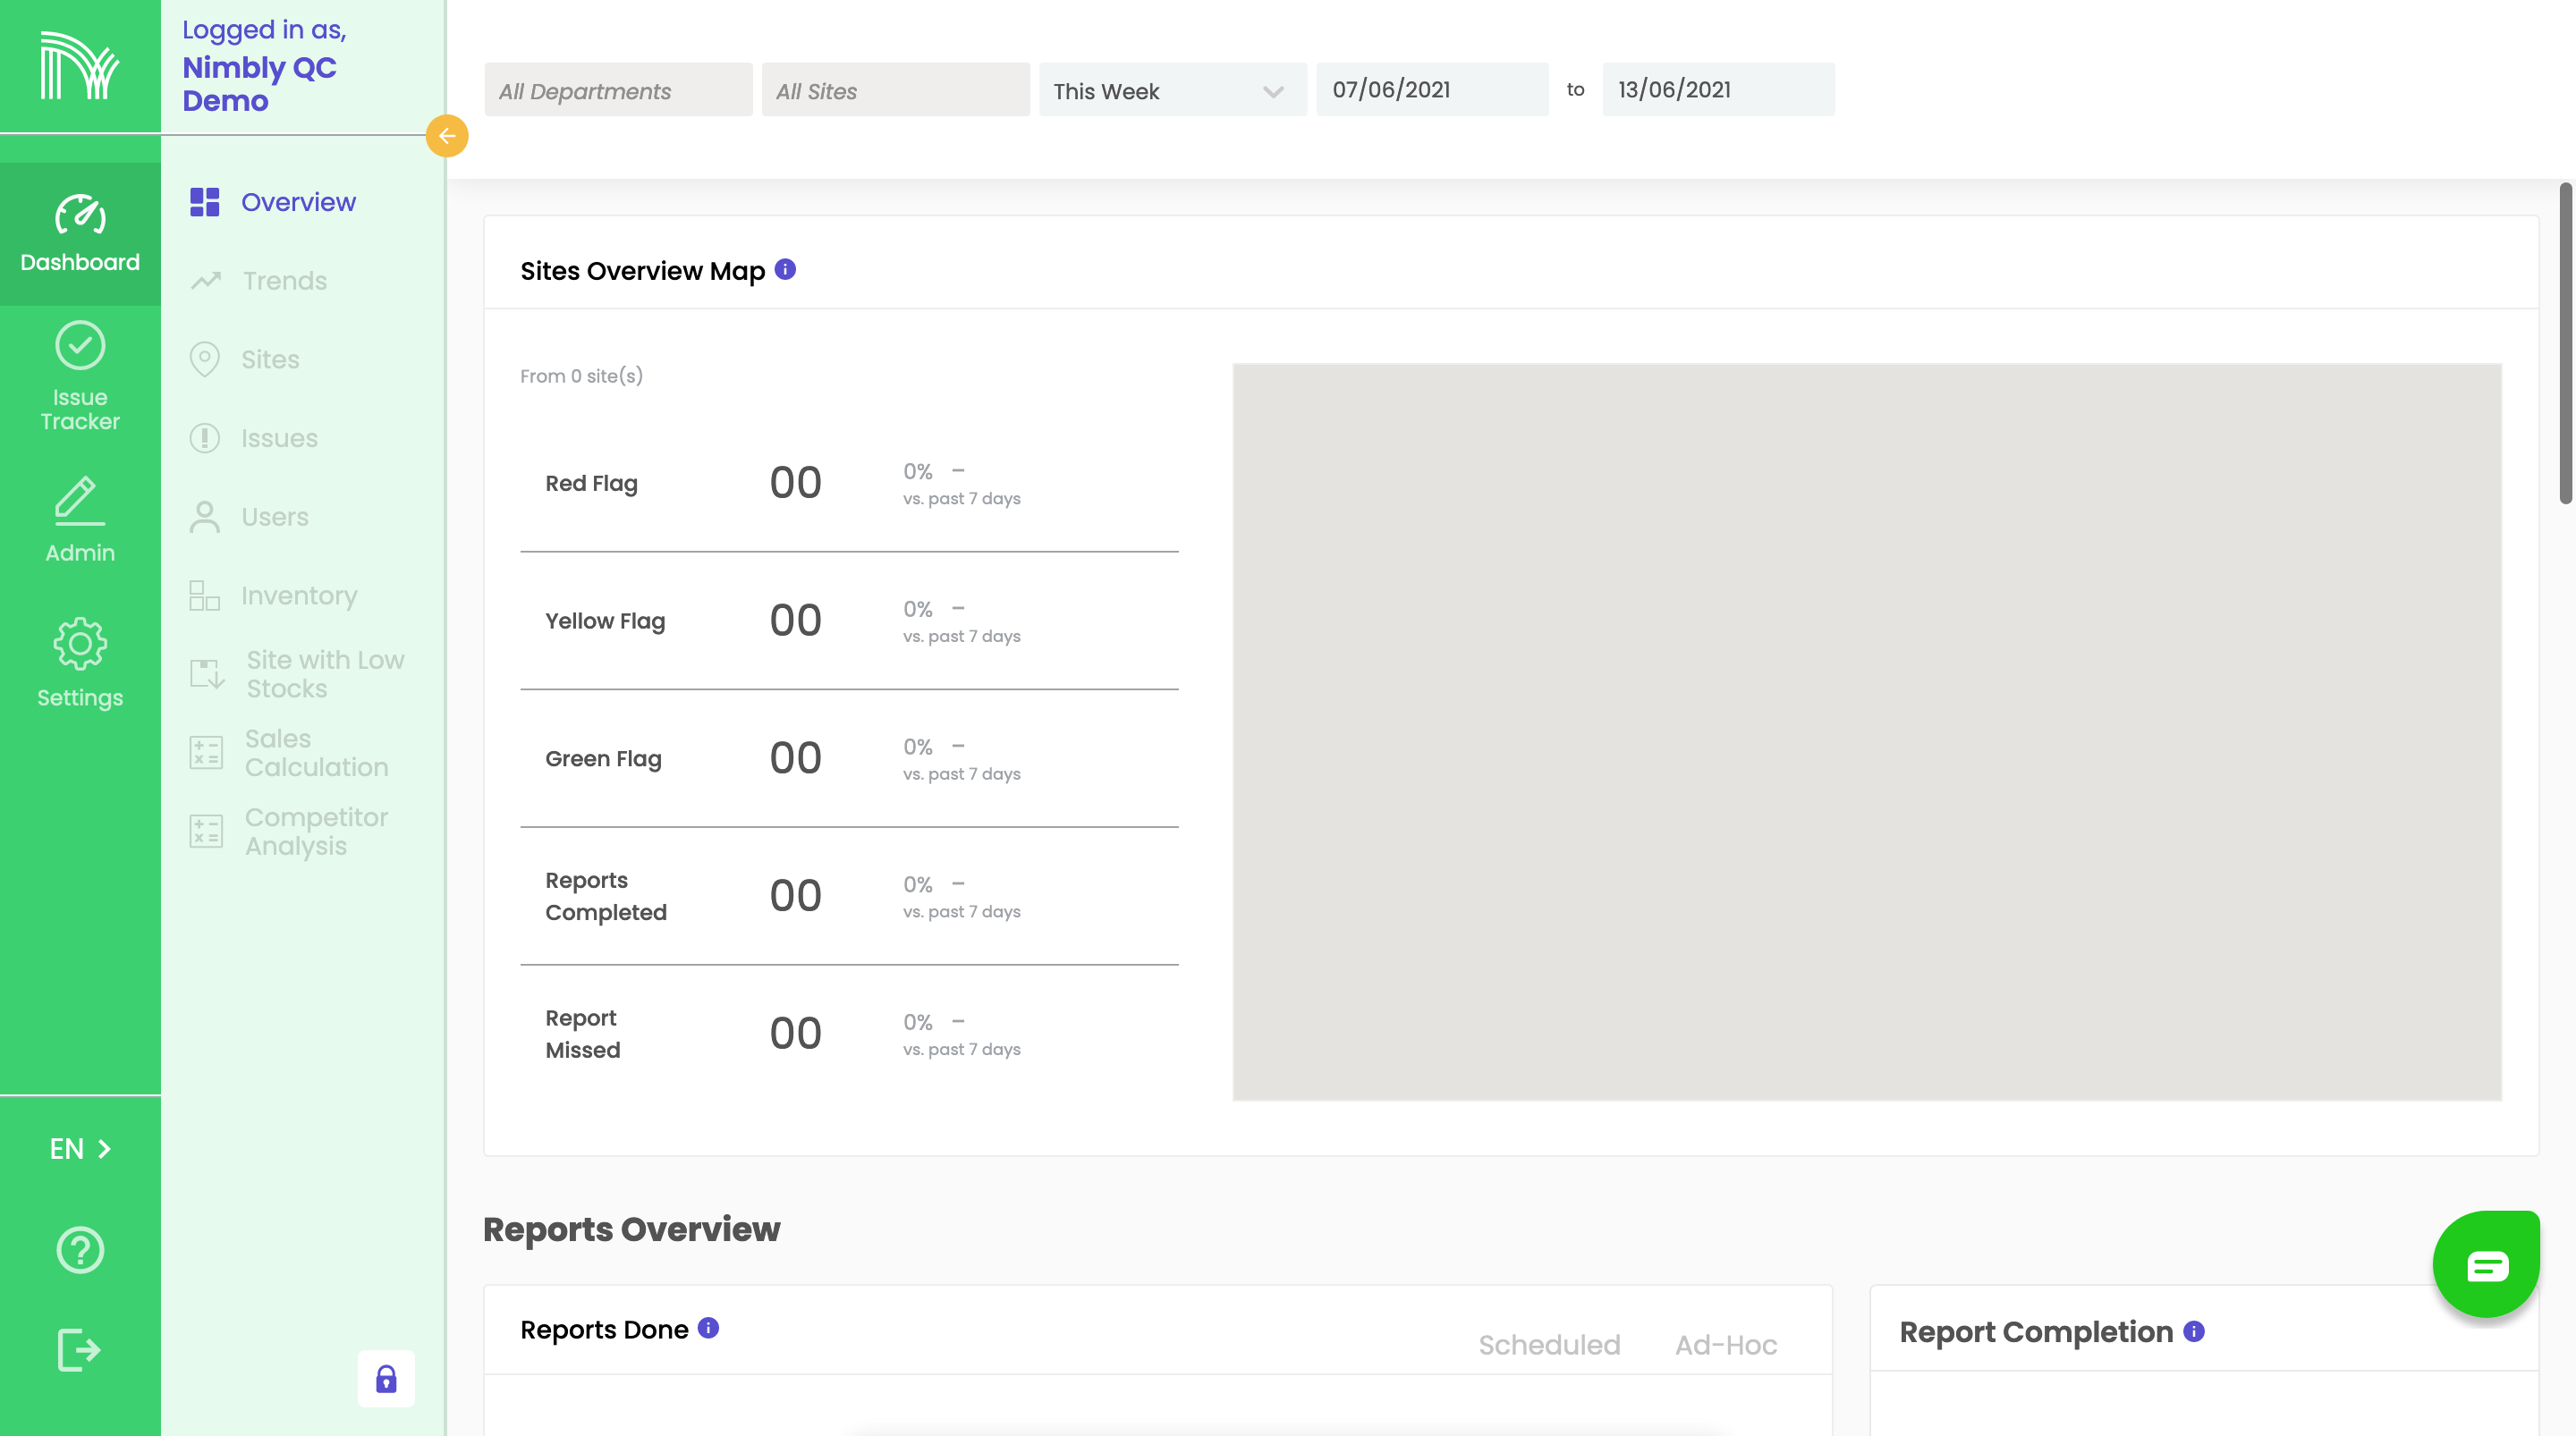 Logged in as,
Nimbly QC
Demo
Dashboard
Issue
Tracker
Admin
Settings
EN
Overview
Trends
Sites
Issues
Users
Inventory
Site with Low
Stocks
Sales
Calculation
Competitor
Analysis
All Departments
All Sites
This Week
07/06/2021
to
13/06/2021
Sites Overview Map
From 0 site(s)
Red Flag
00
0% –
vs. past 7 days
Yellow Flag
00
0% –
vs. past 7 days
Green Flag
00
0% –
vs. past 7 days
Reports
Completed
00
0% –
vs. past 7 days
Report
Missed
00
0% –
vs. past 7 days
Reports Overview
Reports Done
Scheduled
Ad-Hoc
Report Completion